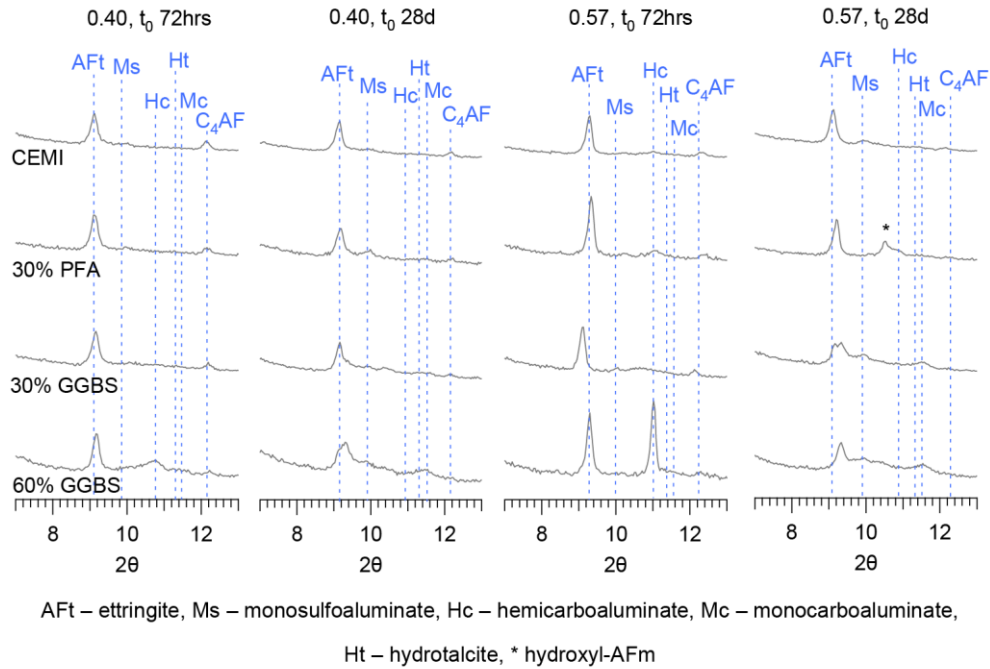 0.40, t₀ 72hrs
0.40, t₀ 28d
0.57, t₀ 72hrs
0.57, t₀ 28d
AFt Ms Hc Ht Mc C₄AF
AFt Ms Hc Ht Mc C₄AF
AFt Ms Hc Ht Mc C₄AF
AFt Ms Hc Ht Mc C₄AF
CEMI
30% PFA
*
30% GGBS
60% GGBS
8 10 12
8 10 12
8 10 12
8 10 12
2θ
2θ
2θ
2θ
AFt – ettringite, Ms – monosulfoaluminate, Hc – hemicarboaluminate, Mc – monocarboaluminate,
Ht – hydrotalcite, * hydroxyl-AFm